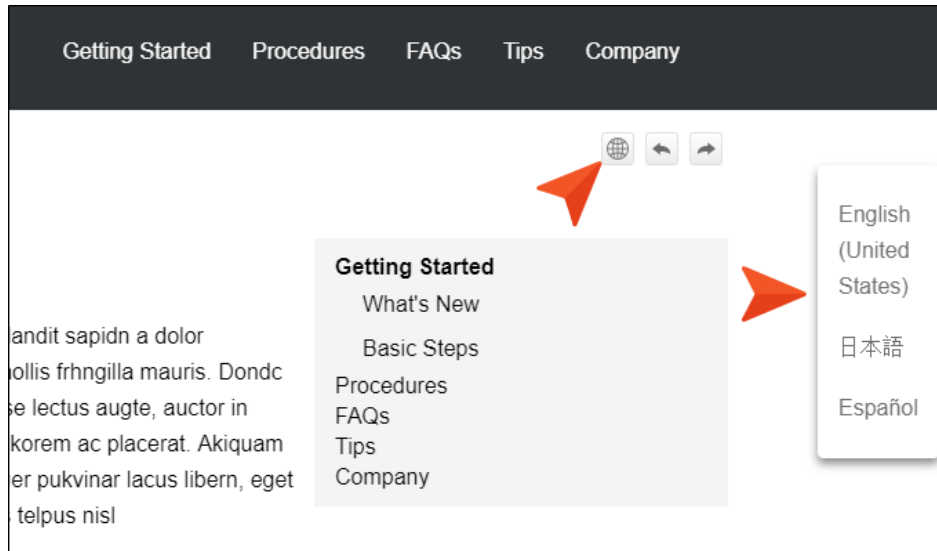 Getting Started Procedures FAQs Tips Company
English
(United
States)
日本語
Español
Getting Started
What's New
Basic Steps
Procedures
FAQs
Tips
Company
landit sapidn a dolor
ollis frhngilla mauris. Dondc
se lectus augte, auctor in
korem ac placerat. Akiquam
er pukvinar lacus libern, eget
telpus nisl